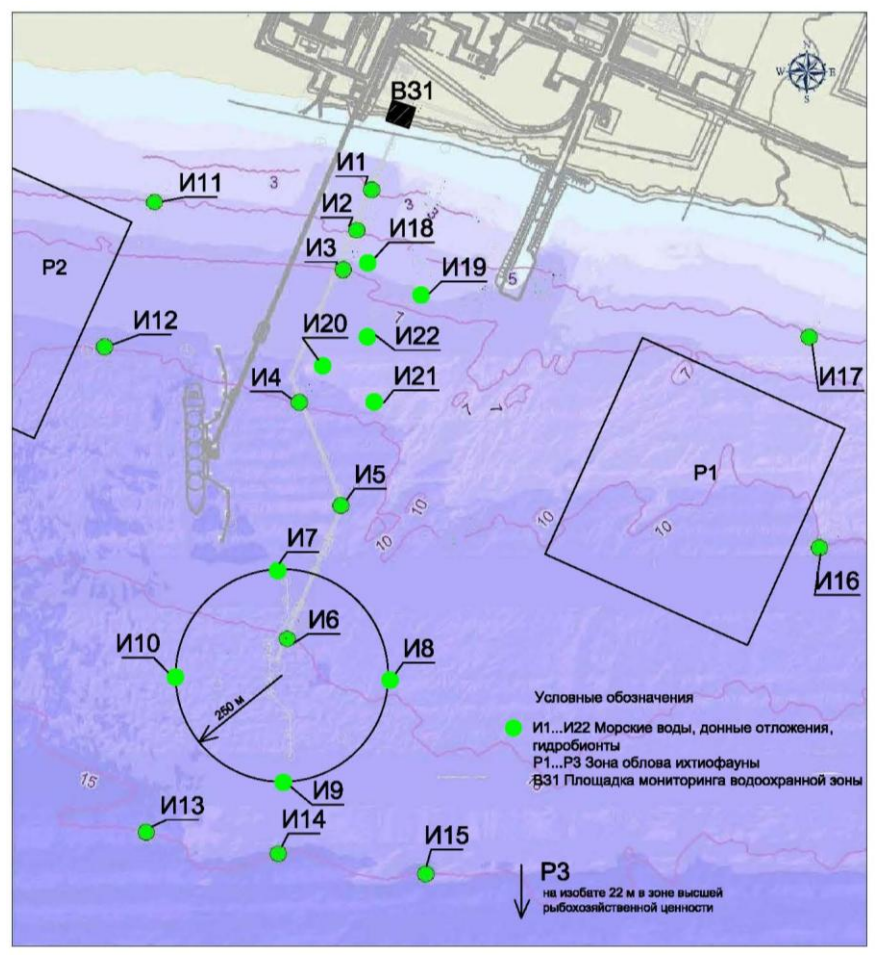 В31
N
W E
S
И1
И11
3
3
И2
И18
И3
Р2
И19
5
И12
И20
7
И22
И17
7
И4
И21
7
7
Р1
И5
10
10
10
10
И7
И16
И6
И10
И8
250 м
Условные обозначения
И1...И22 Морские воды, донные отложения,
гидробионты
Р1...Р3 Зона облова ихтиофауны
В31 Площадка мониторинга водоохранной зоны
15
И9
И13
И14
И15
Р3
на изобате 22 м в зоне высшей
рыбохозяйственной ценности